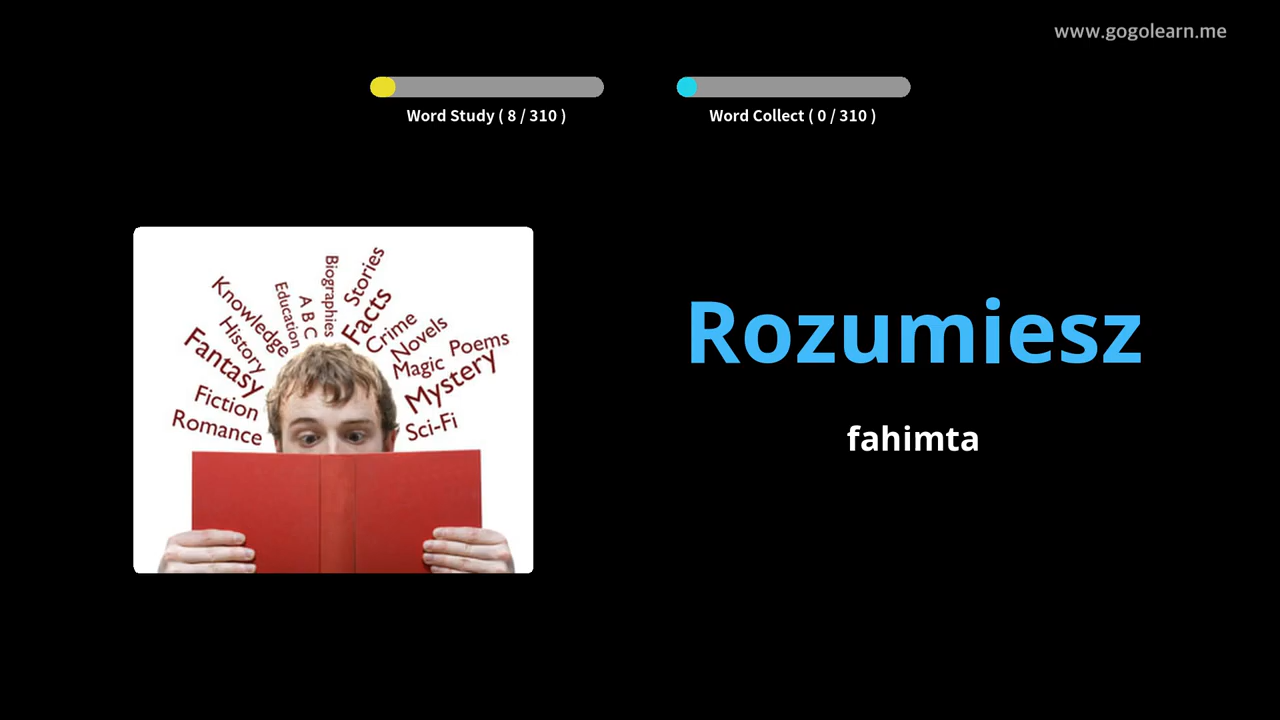 www.gogolearn.me
Word Study ( 8 / 310 )
Word Collect ( 0 / 310 )
Rozumiesz
fahimta
Stories
Biographies
Facts
A B C
Education
Knowledge
Crime
History
Novels
Poems
Fantasy
Magic
Mystery
Fiction
Sci-Fi
Romance